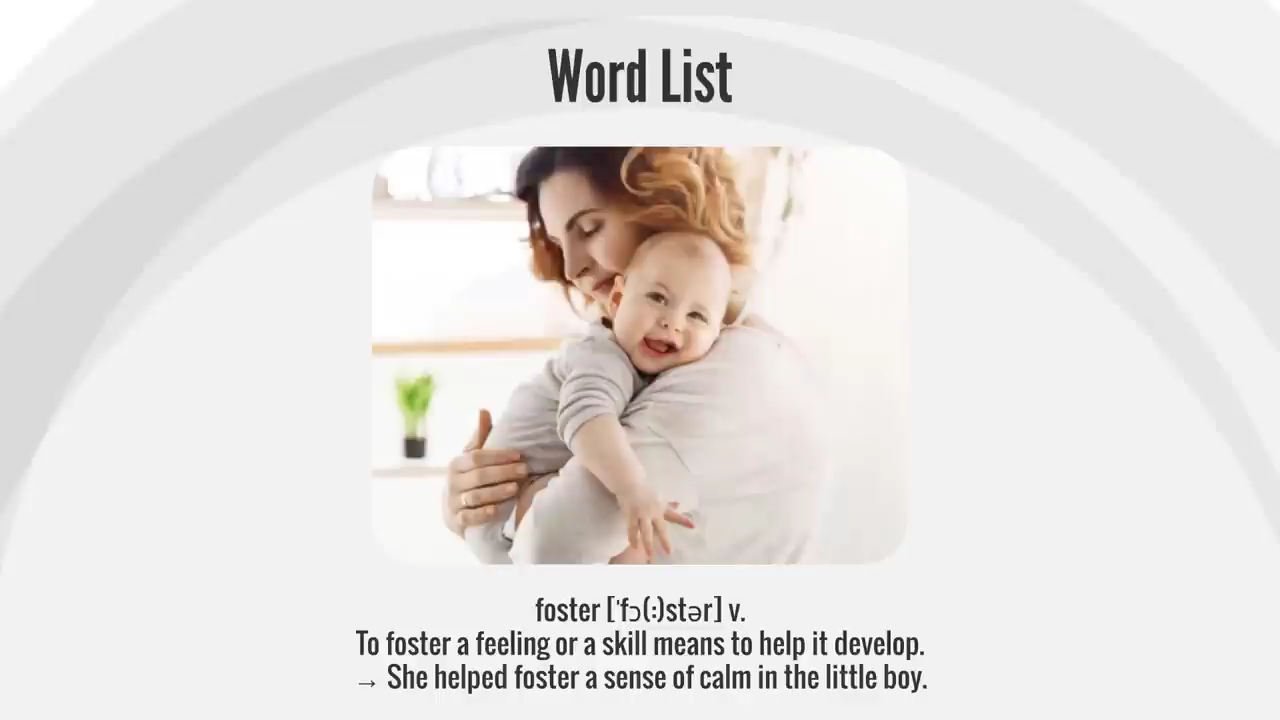 Word List
foster [ˈfɔ(:)stər] v.
To foster a feeling or a skill means to help it develop.
→ She helped foster a sense of calm in the little boy.